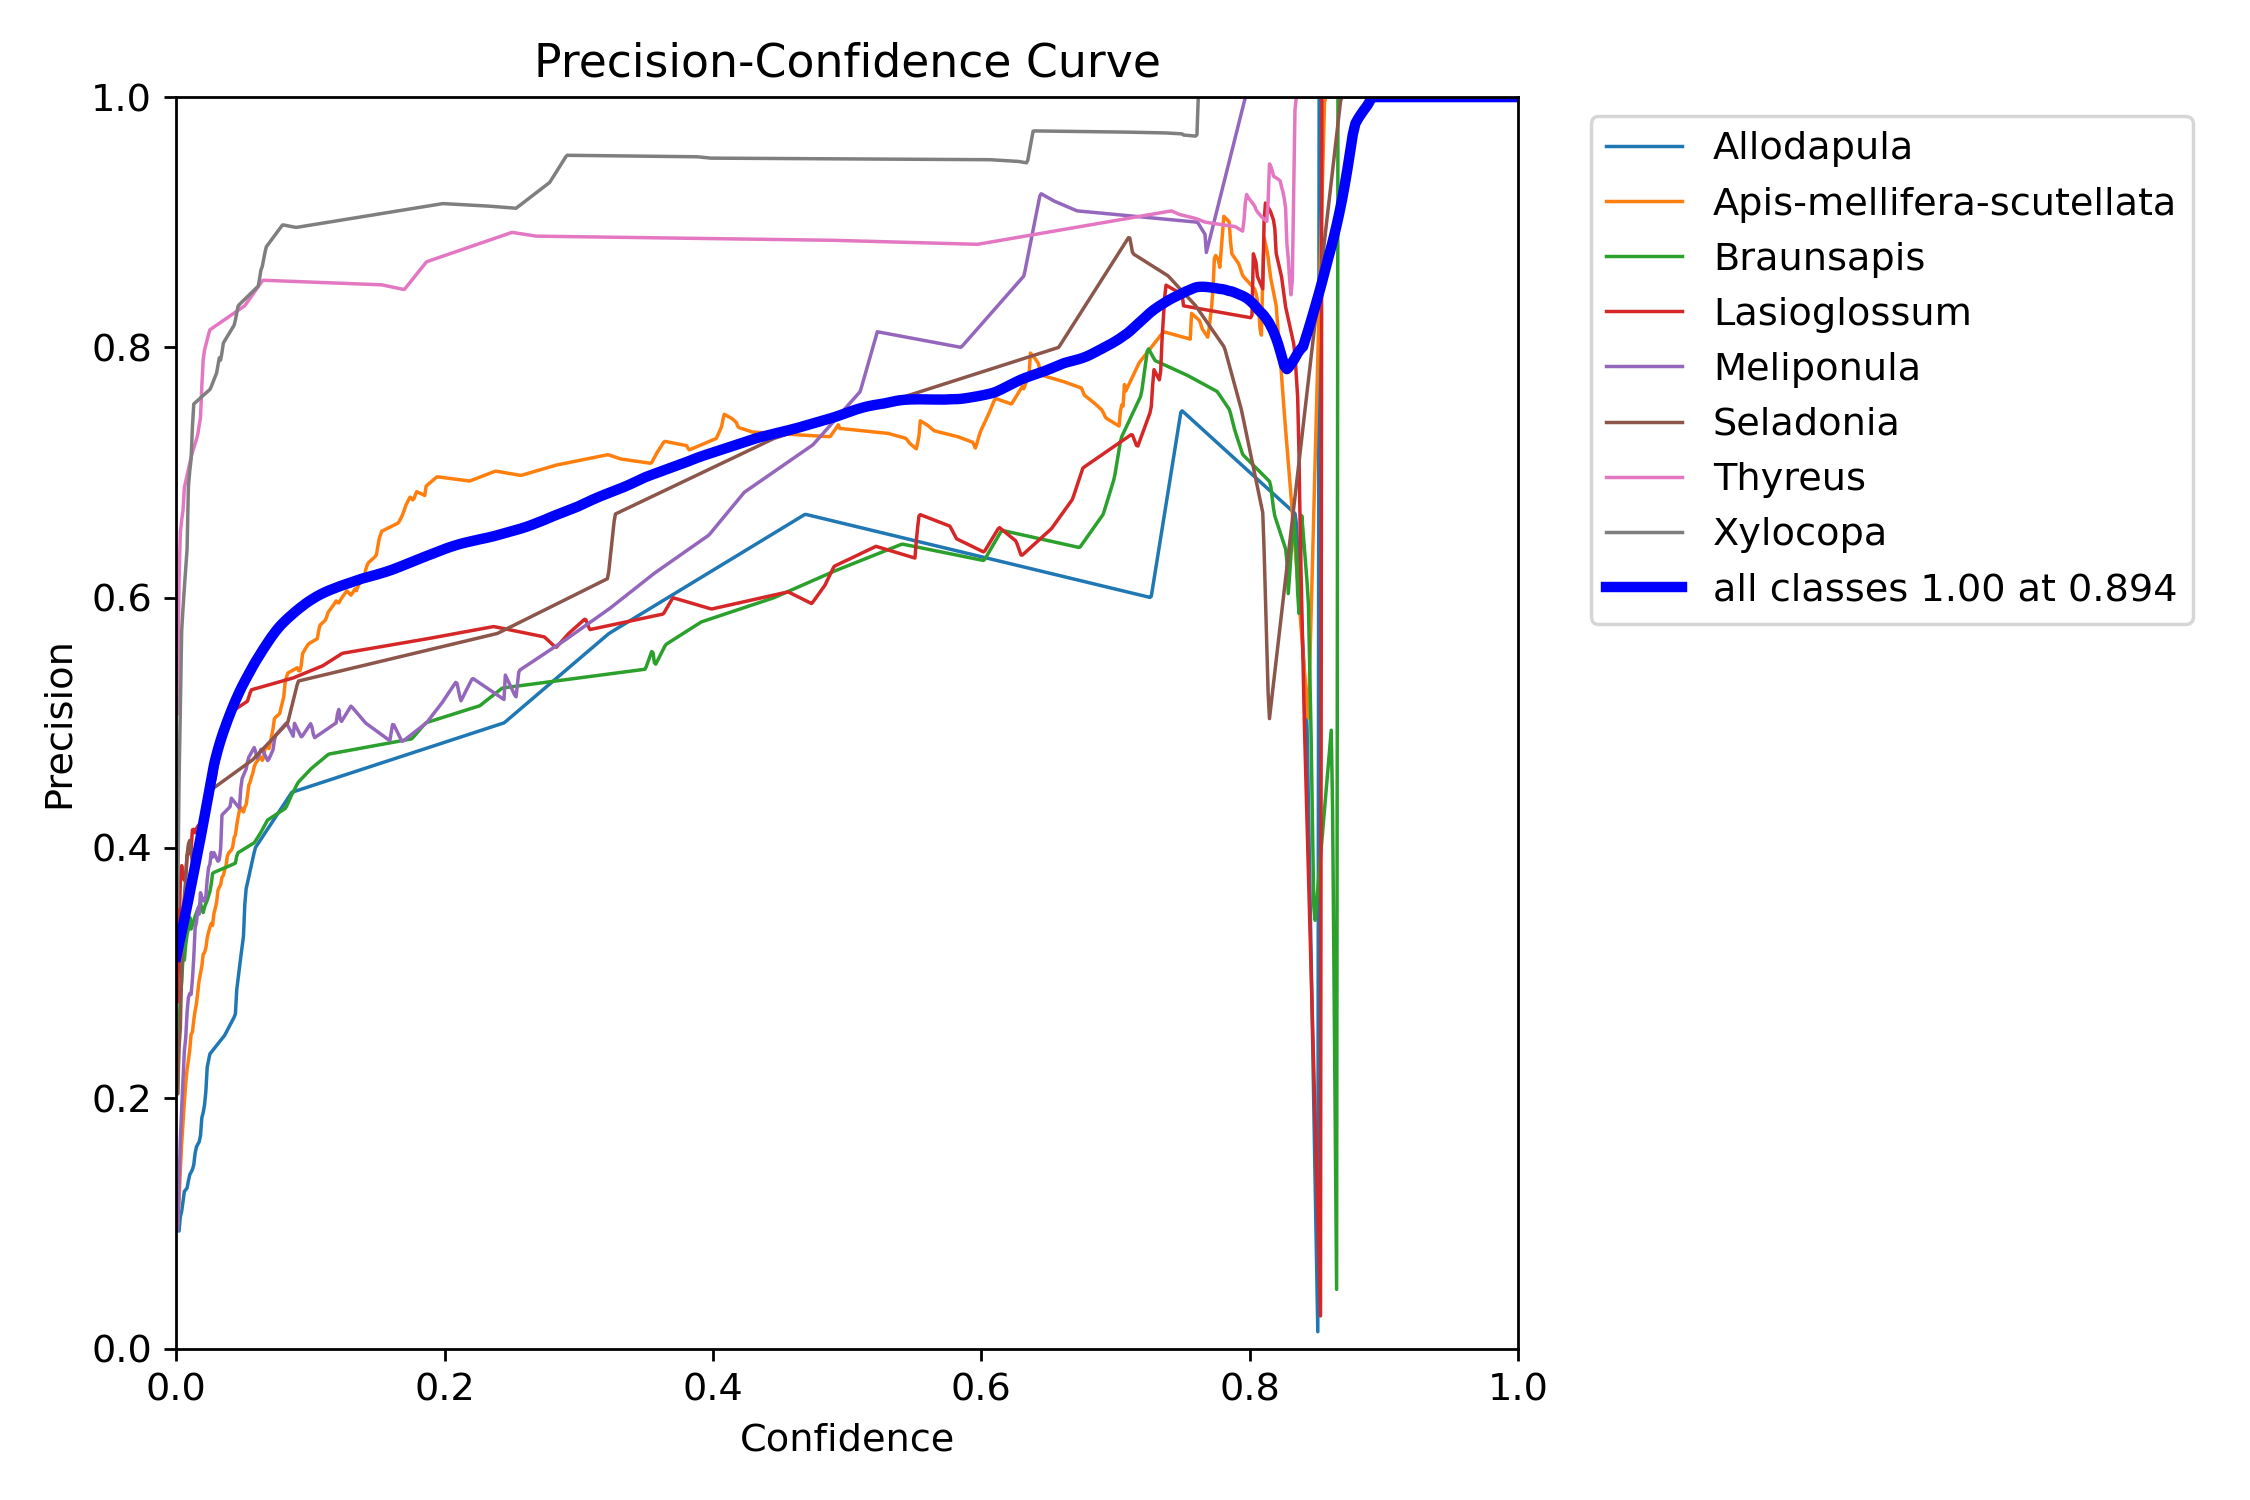 Precision-Confidence Curve
1.0
0.8
0.6
0.4
0.2
0.0
Precision
0.0 0.2 0.4 0.6 0.8 1.0
Confidence
Allodapula
Apis-mellifera-scutellata
Braunsapis
Lasioglossum
Meliponula
Seladonia
Thyreus
Xylocopa
all classes 1.00 at 0.894